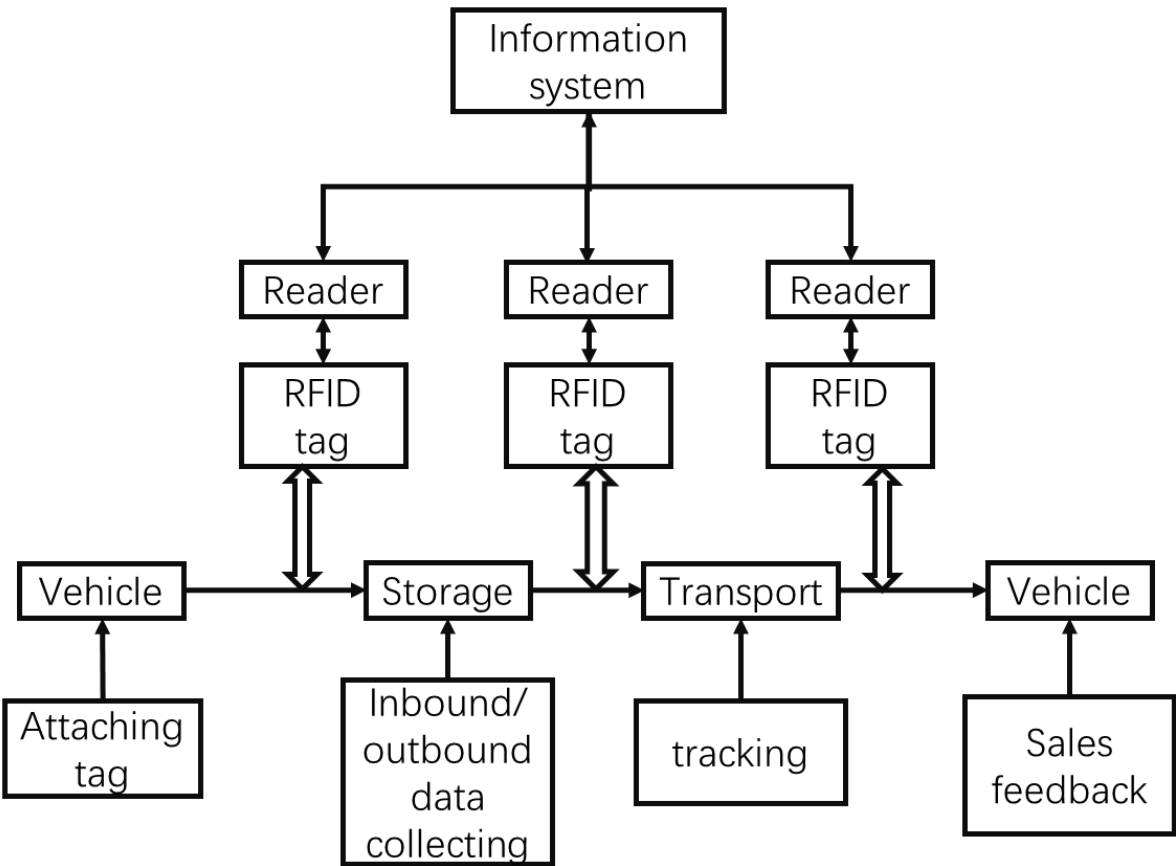 Information
system
Reader
Reader
Reader
RFID
tag
RFID
tag
RFID
tag
Vehicle
Storage
Transport
Vehicle
Attaching
tag
Inbound/
outbound
data
collecting
tracking
Sales
feedback